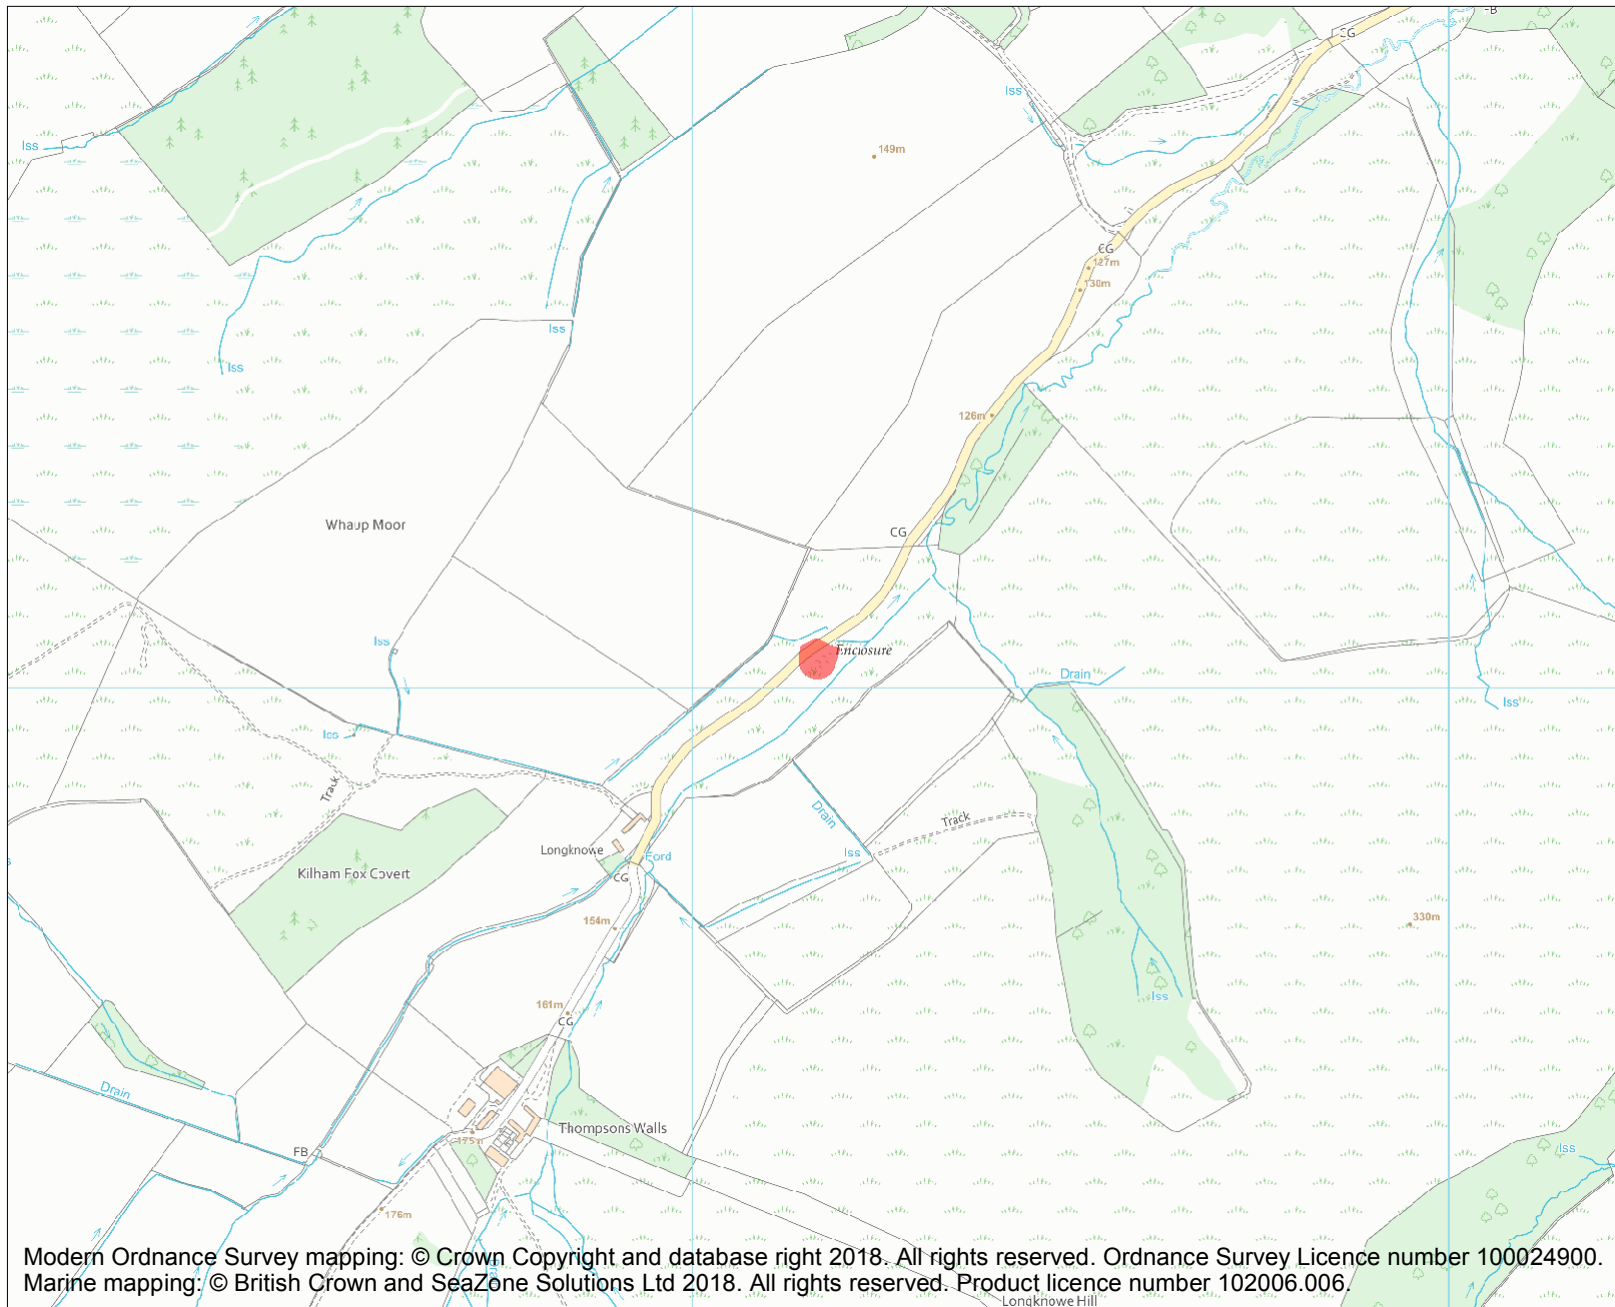 FB
CG
Iss
149m
Iss
CG
127m
130m
Iss
Iss
126m
Whaup Moor
CG
Iss
Enclosure
Drain
Iss
Iss
Track
Drain
Track
Longknowe
Ford
Iss
Kilham Fox Covert
CG
154m
330m
161m
CG
Iss
Drain
Thompsons Walls
175m
FB
Iss
176m
Modern Ordnance Survey mapping: © Crown Copyright and database right 2018. All rights reserved. Ordnance Survey Licence number 100024900.
Marine mapping: © British Crown and SeaZone Solutions Ltd 2018. All rights reserved. Product licence number 102006.006.
Longknowe Hill